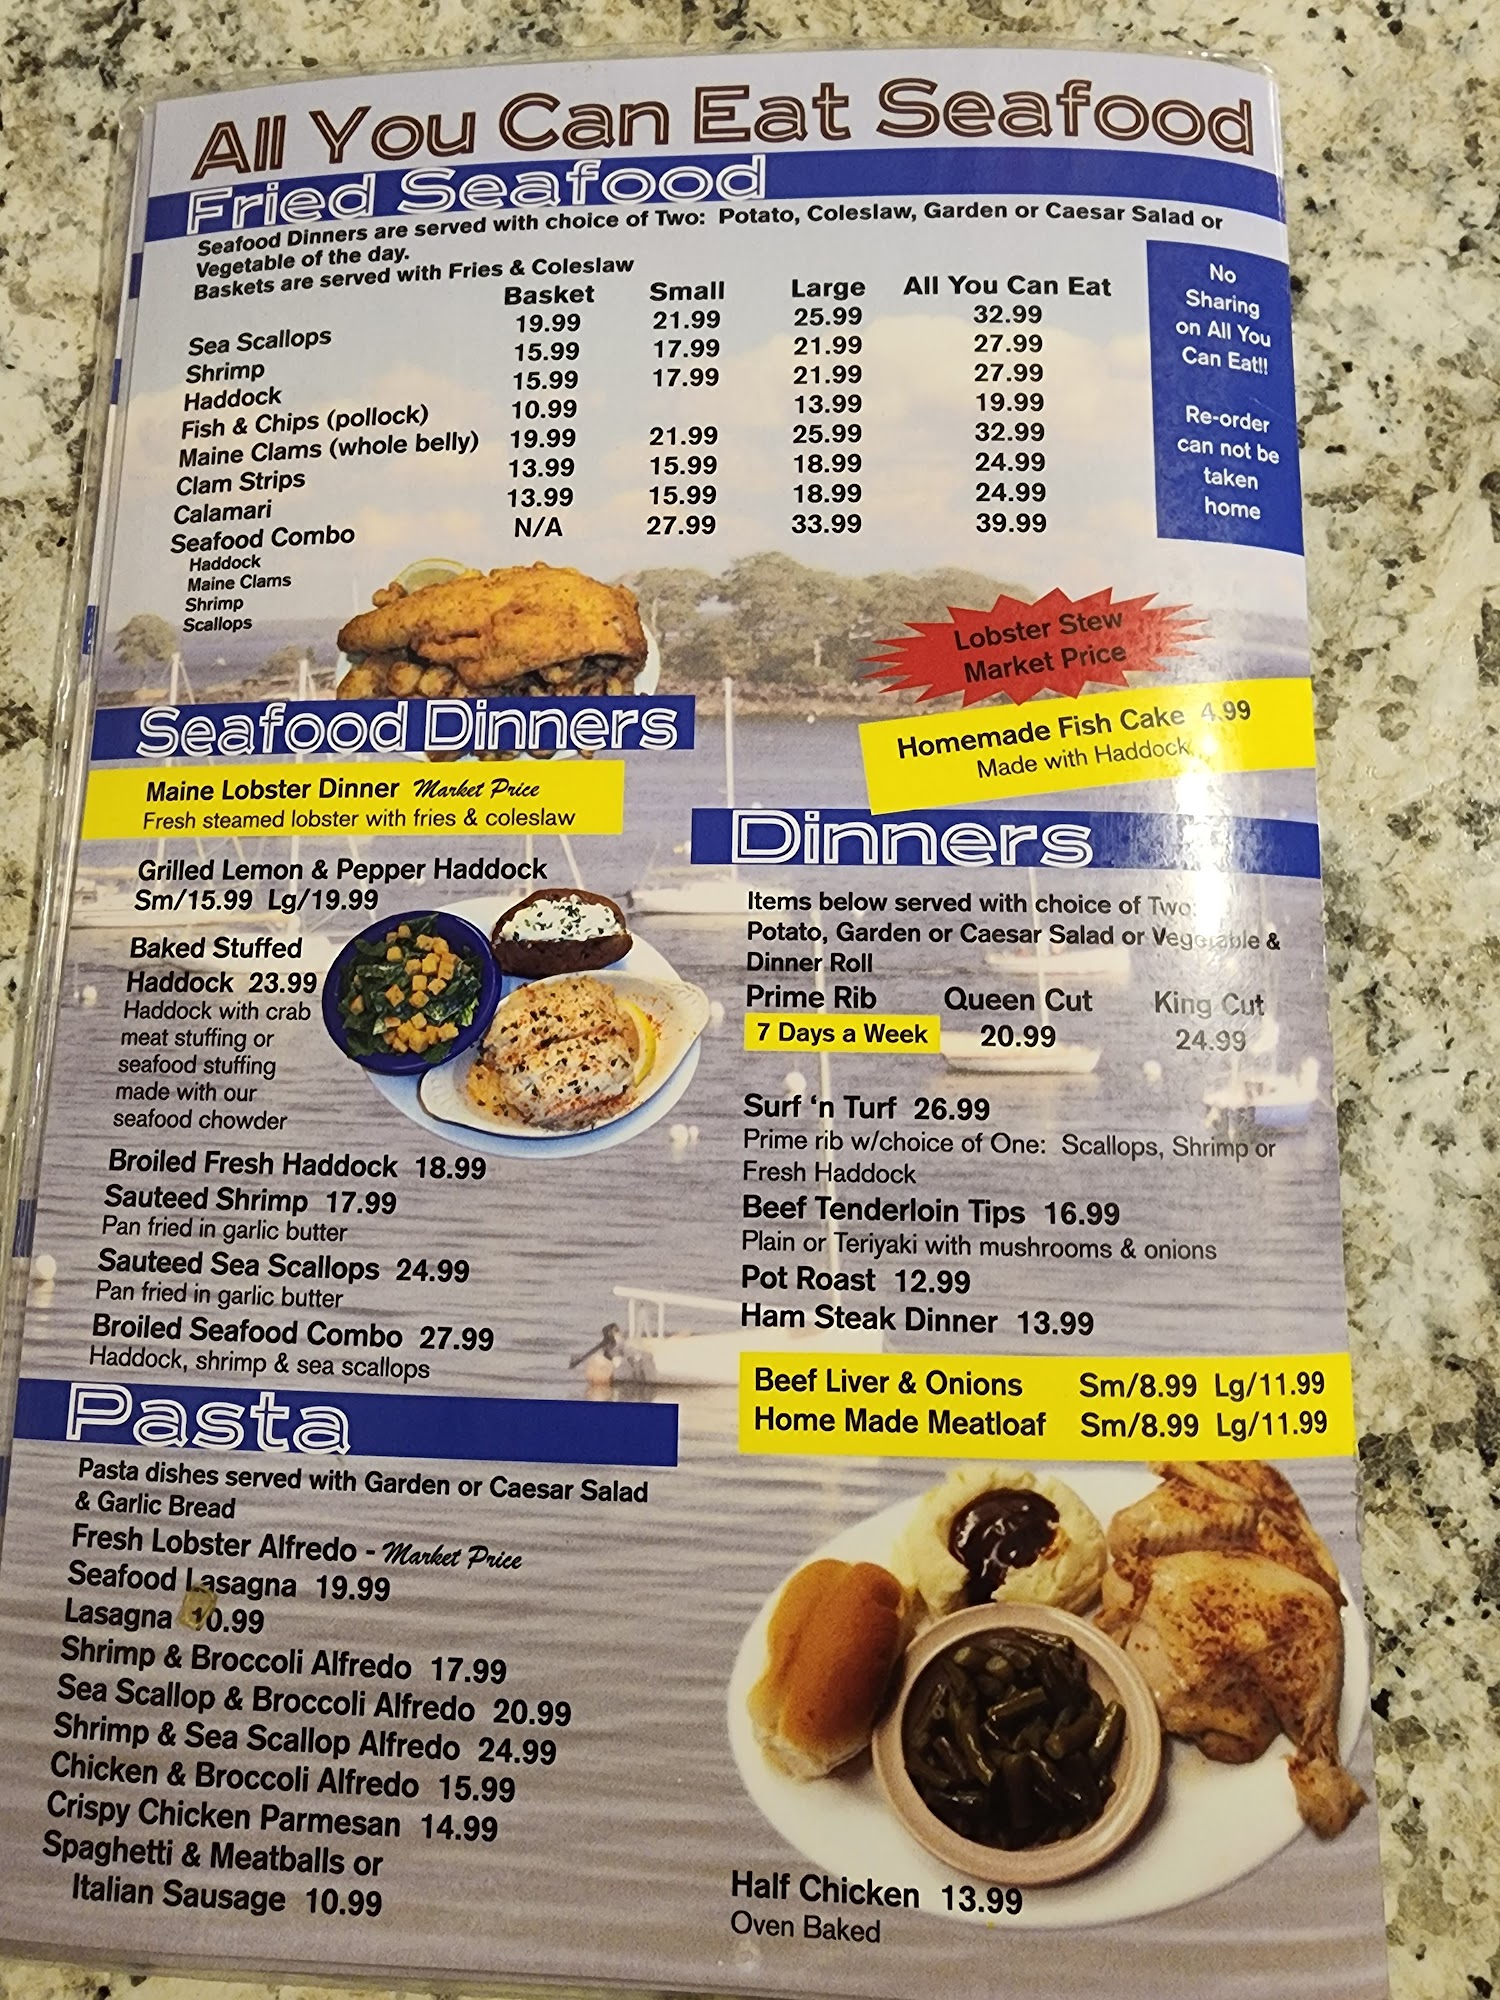 All You Can Eat Seafood
Fried Seafood
Seafood Dinners are served with choice of Two: Potato, Coleslaw, Garden or Caesar Salad or
Vegetable of the day.
Baskets are served with Fries & Coleslaw
Basket Small Large All You Can Eat
Sea Scallops 19.99 21.99 25.99 32.99
Shrimp 15.99 17.99 21.99 27.99
Haddock 15.99 17.99 21.99 27.99
Fish & Chips (pollock) 10.99 13.99 19.99
Maine Clams (whole belly) 19.99 21.99 25.99 32.99
Clam Strips 13.99 15.99 18.99 24.99
Calamari 13.99 15.99 18.99 24.99
Seafood Combo N/A 27.99 33.99 39.99
Haddock
Maine Clams
Shrimp
Scallops
No
Sharing
on All You
Can Eat!!
Re-order
can not be
taken
home
Lobster Stew
Market Price
Homemade Fish Cake 4.99
Made with Haddock
Seafood Dinners
Maine Lobster Dinner Market Price
Fresh steamed lobster with fries & coleslaw
Grilled Lemon & Pepper Haddock
Sm/15.99 Lg/19.99
Baked Stuffed
Haddock 23.99
Haddock with crab
meat stuffing or
seafood stuffing
made with our
seafood chowder
Broiled Fresh Haddock 18.99
Sauteed Shrimp 17.99
Pan fried in garlic butter
Sauteed Sea Scallops 24.99
Pan fried in garlic butter
Broiled Seafood Combo 27.99
Haddock, shrimp & sea scallops
Pasta
Pasta dishes served with Garden or Caesar Salad
& Garlic Bread
Fresh Lobster Alfredo - Market Price
Seafood Lasagna 19.99
Lasagna 10.99
Shrimp & Broccoli Alfredo 17.99
Sea Scallop & Broccoli Alfredo 20.99
Shrimp & Sea Scallop Alfredo 24.99
Chicken & Broccoli Alfredo 15.99
Crispy Chicken Parmesan 14.99
Spaghetti & Meatballs or
Italian Sausage 10.99
Dinners
Items below served with choice of Two:
Potato, Garden or Caesar Salad or Vegetable &
Dinner Roll
Prime Rib Queen Cut King Cut
7 Days a Week 20.99 24.99
Surf 'n Turf 26.99
Prime rib w/choice of One: Scallops, Shrimp or
Fresh Haddock
Beef Tenderloin Tips 16.99
Plain or Teriyaki with mushrooms & onions
Pot Roast 12.99
Ham Steak Dinner 13.99
Beef Liver & Onions Sm/8.99 Lg/11.99
Home Made Meatloaf Sm/8.99 Lg/11.99
Half Chicken 13.99
Oven Baked